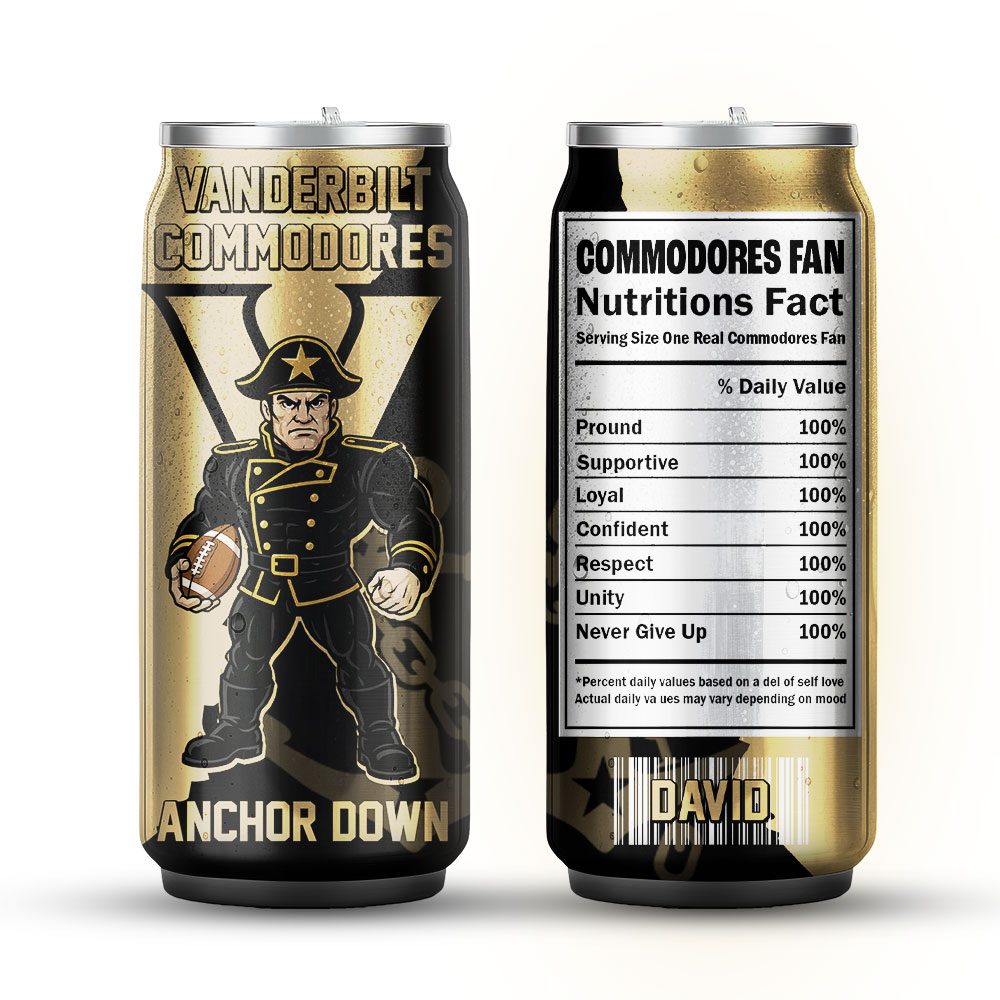 VANDERBILT
COMMODORES
ANCHOR DOWN
COMMODORES FAN
Nutritions Fact
Serving Size One Real Commodores Fan
% Daily Value
Pround 100%
Supportive 100%
Loyal 100%
Confident 100%
Respect 100%
Unity 100%
Never Give Up 100%
*Percent daily values based on a del of self love
Actual daily va ues may vary depending on mood
DAVID